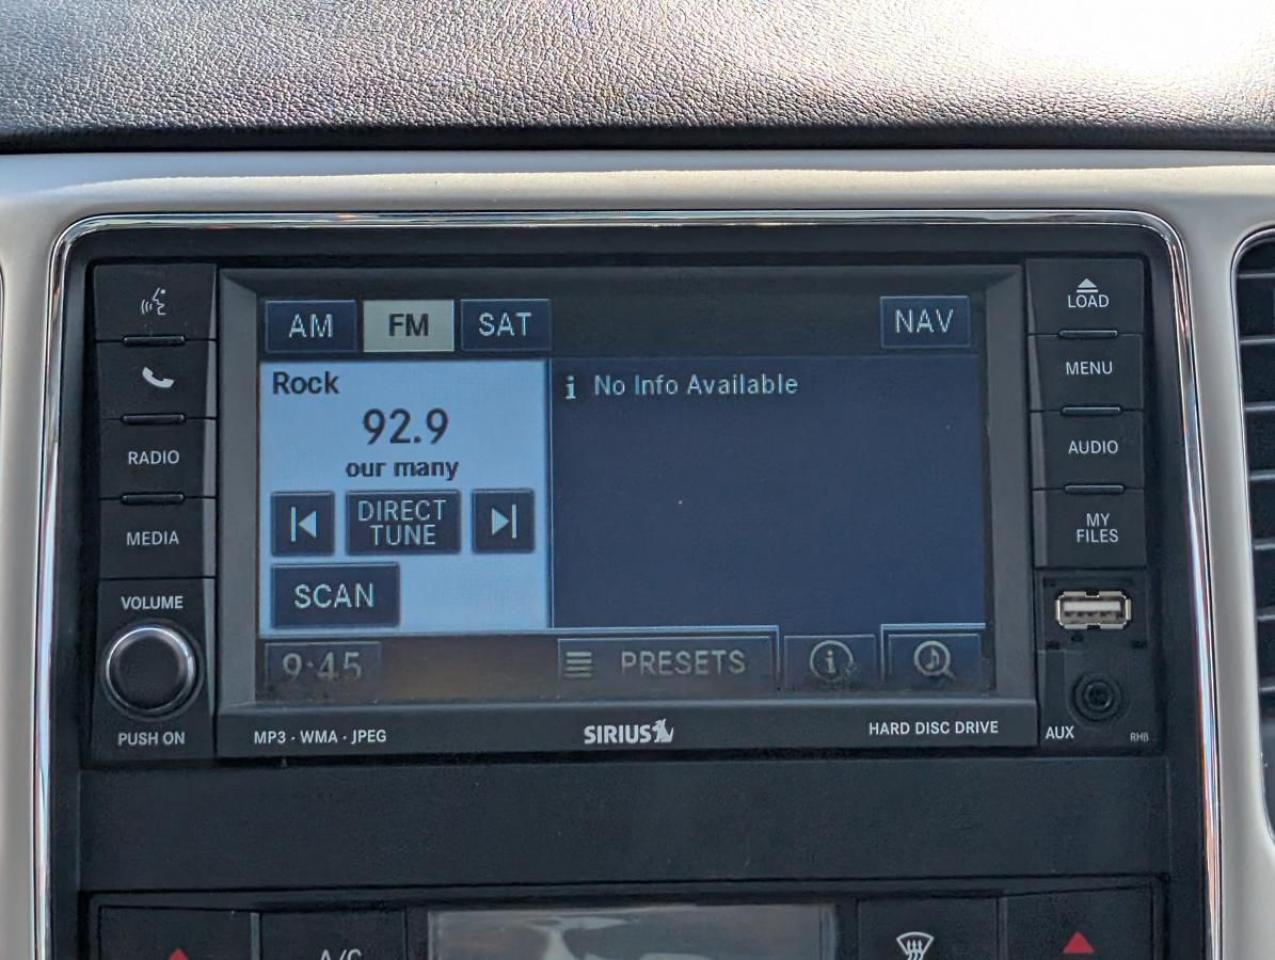 AM FM SAT NAV
LOAD
Rock
i No Info Available
MENU
92.9
our many
RADIO
AUDIO
DIRECT
TUNE
MEDIA
MY
FILES
SCAN
VOLUME
9:45
PRESETS
i
PUSH ON
MP3 · WMA · JPEG
SIRIUS
HARD DISC DRIVE
AUX
RHB
A/C